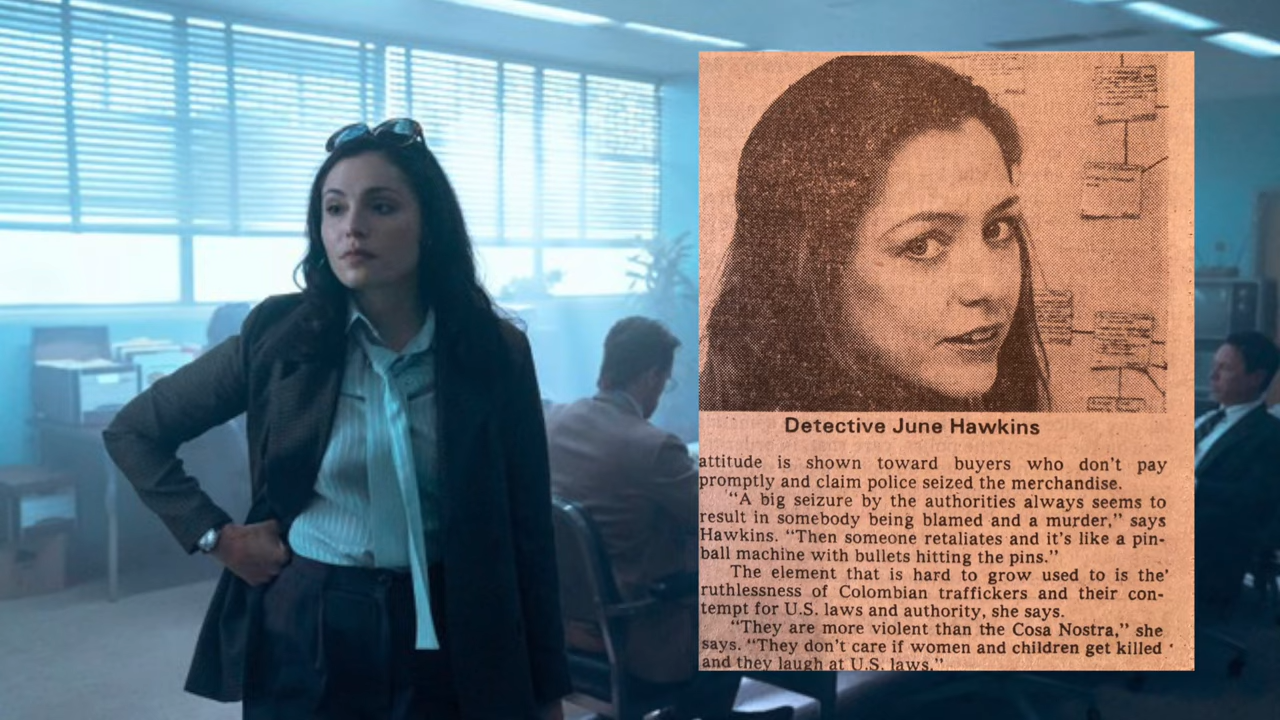 Detective June Hawkins
attitude is shown toward buyers who don't pay
promptly and claim police seized the merchandise.
"A big seizure by the authorities always seems to
result in somebody being blamed and a murder," says
Hawkins. "Then someone retaliates and it's like a pin-
ball machine with bullets hitting the pins."
The element that is hard to grow used to is the
ruthlessness of Colombian traffickers and their con-
tempt for U.S. laws and authority, she says.
"They are more violent than the Cosa Nostra," she
says. "They don't care if women and children get killed
and they laugh at U.S. laws."